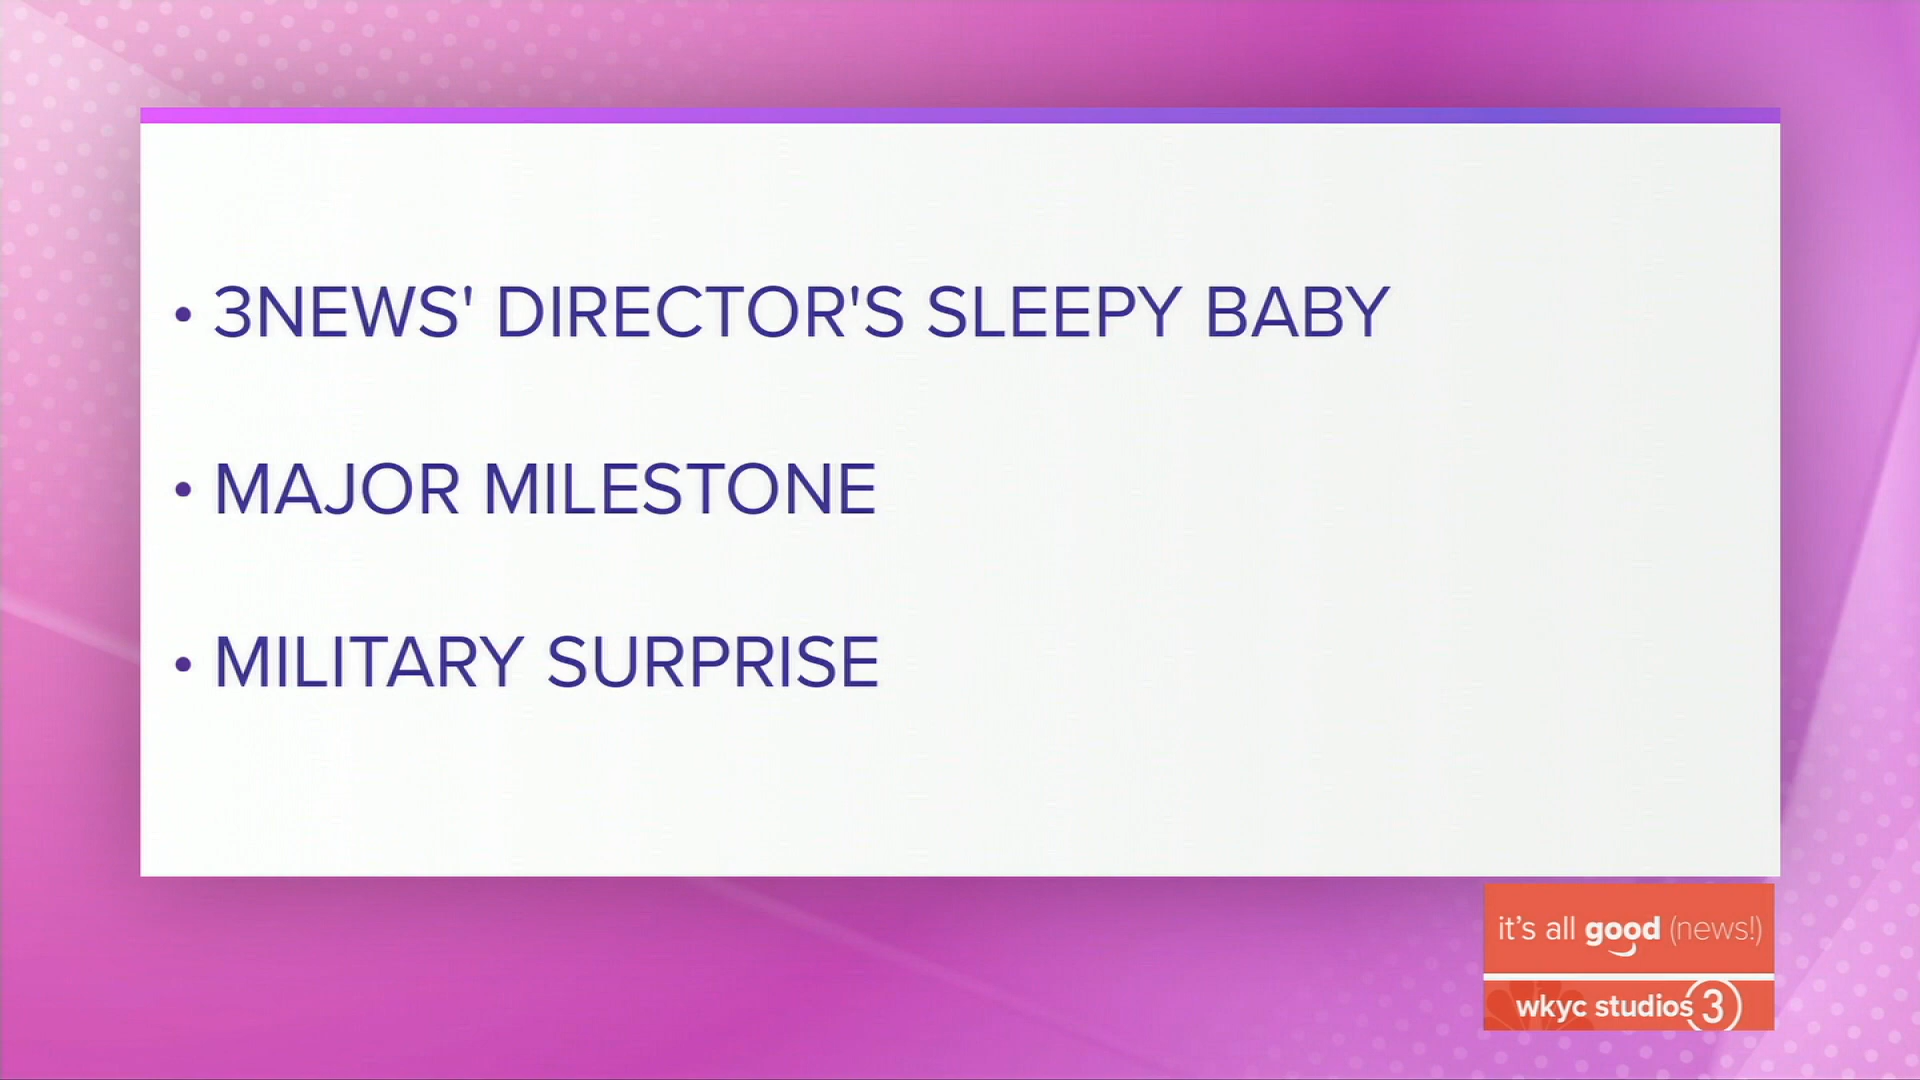 • 3NEWS' DIRECTOR'S SLEEPY BABY
• MAJOR MILESTONE
• MILITARY SURPRISE
it's all good (news!)
wkyc studios 3